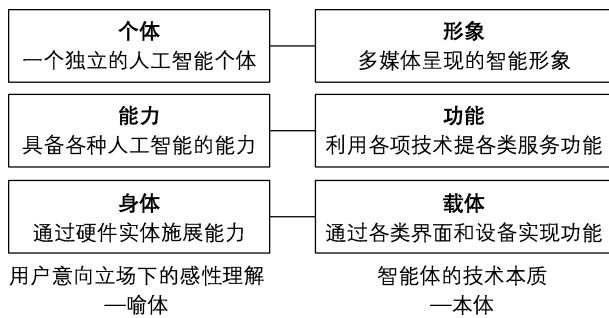 个体
一个独立的人工智能个体
形象
多媒体呈现的智能形象
能力
具备各种人工智能的能力
功能
利用各项技术提各类服务功能
身体
通过硬件实体施展能力
载体
通过各类界面和设备实现功能
用户意向立场下的感性理解
—喻体
智能体的技术本质
—本体